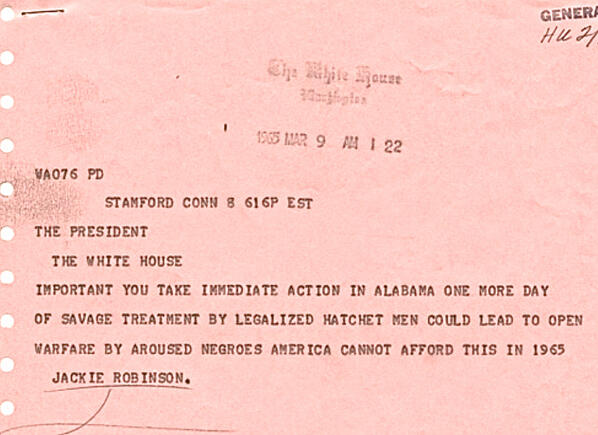 GENERA
HU 2/
The White House
Washington
1965 MAR 9 AM 1 22
WA076 PD
STAMFORD CONN 8 616P EST
THE PRESIDENT
THE WHITE HOUSE
IMPORTANT YOU TAKE IMMEDIATE ACTION IN ALABAMA ONE MORE DAY
OF SAVAGE TREATMENT BY LEGALIZED HATCHET MEN COULD LEAD TO OPEN
WARFARE BY AROUSED NEGROES AMERICA CANNOT AFFORD THIS IN 1965
JACKIE ROBINSON.